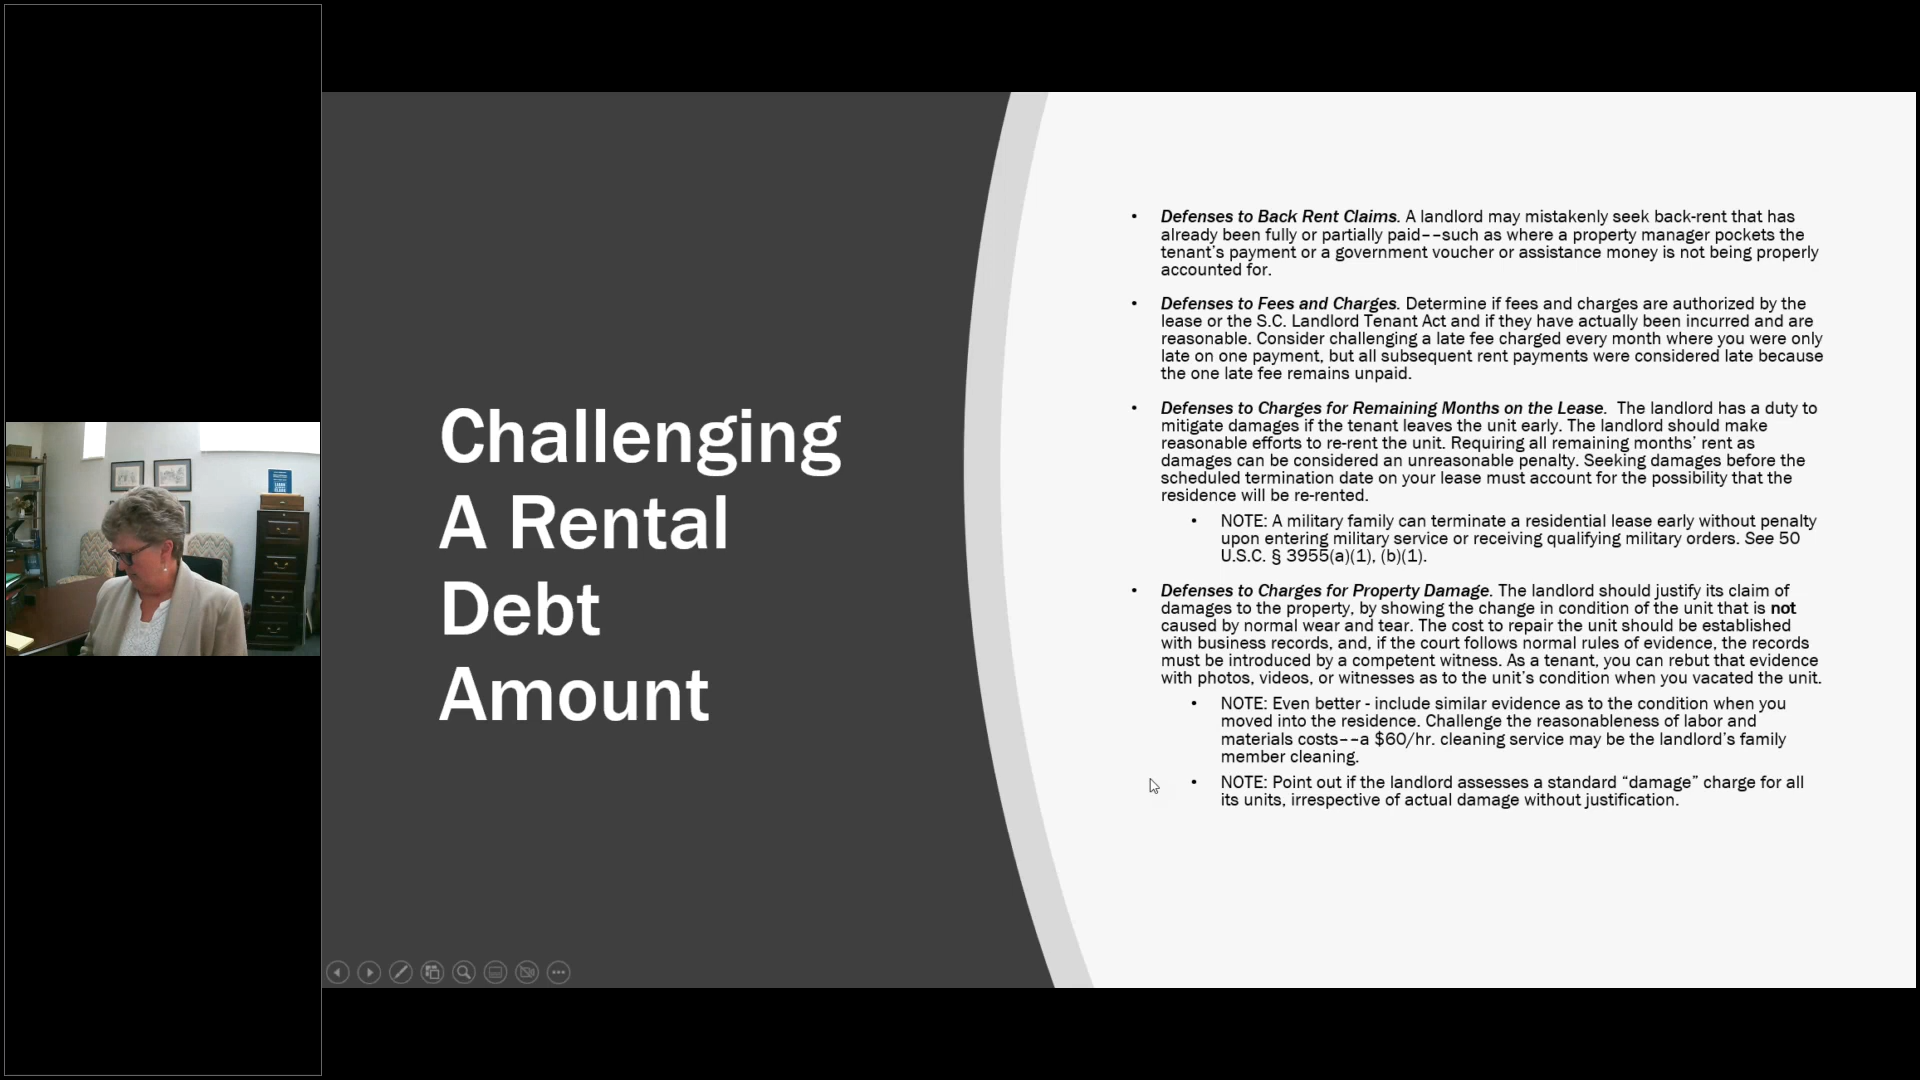 Challenging
A Rental
Debt
Amount
• Defenses to Back Rent Claims. A landlord may mistakenly seek back-rent that has
already been fully or partially paid––such as where a property manager pockets the
tenant’s payment or a government voucher or assistance money is not being properly
accounted for.
• Defenses to Fees and Charges. Determine if fees and charges are authorized by the
lease or the S.C. Landlord Tenant Act and if they have actually been incurred and are
reasonable. Consider challenging a late fee charged every month where you were only
late on one payment, but all subsequent rent payments were considered late because
the one late fee remains unpaid.
• Defenses to Charges for Remaining Months on the Lease. The landlord has a duty to
mitigate damages if the tenant leaves the unit early. The landlord should make
reasonable efforts to re-rent the unit. Requiring all remaining months’ rent as
damages can be considered an unreasonable penalty. Seeking damages before the
scheduled termination date on your lease must account for the possibility that the
residence will be re-rented.
• NOTE: A military family can terminate a residential lease early without penalty
upon entering military service or receiving qualifying military orders. See 50
U.S.C. § 3955(a)(1), (b)(1).
• Defenses to Charges for Property Damage. The landlord should justify its claim of
damages to the property, by showing the change in condition of the unit that is not
caused by normal wear and tear. The cost to repair the unit should be established
with business records, and, if the court follows normal rules of evidence, the records
must be introduced by a competent witness. As a tenant, you can rebut that evidence
with photos, videos, or witnesses as to the unit’s condition when you vacated the unit.
• NOTE: Even better - include similar evidence as to the condition when you
moved into the residence. Challenge the reasonableness of labor and
materials costs––a $60/hr. cleaning service may be the landlord’s family
member cleaning.
• NOTE: Point out if the landlord assesses a standard “damage” charge for all
its units, irrespective of actual damage without justification.